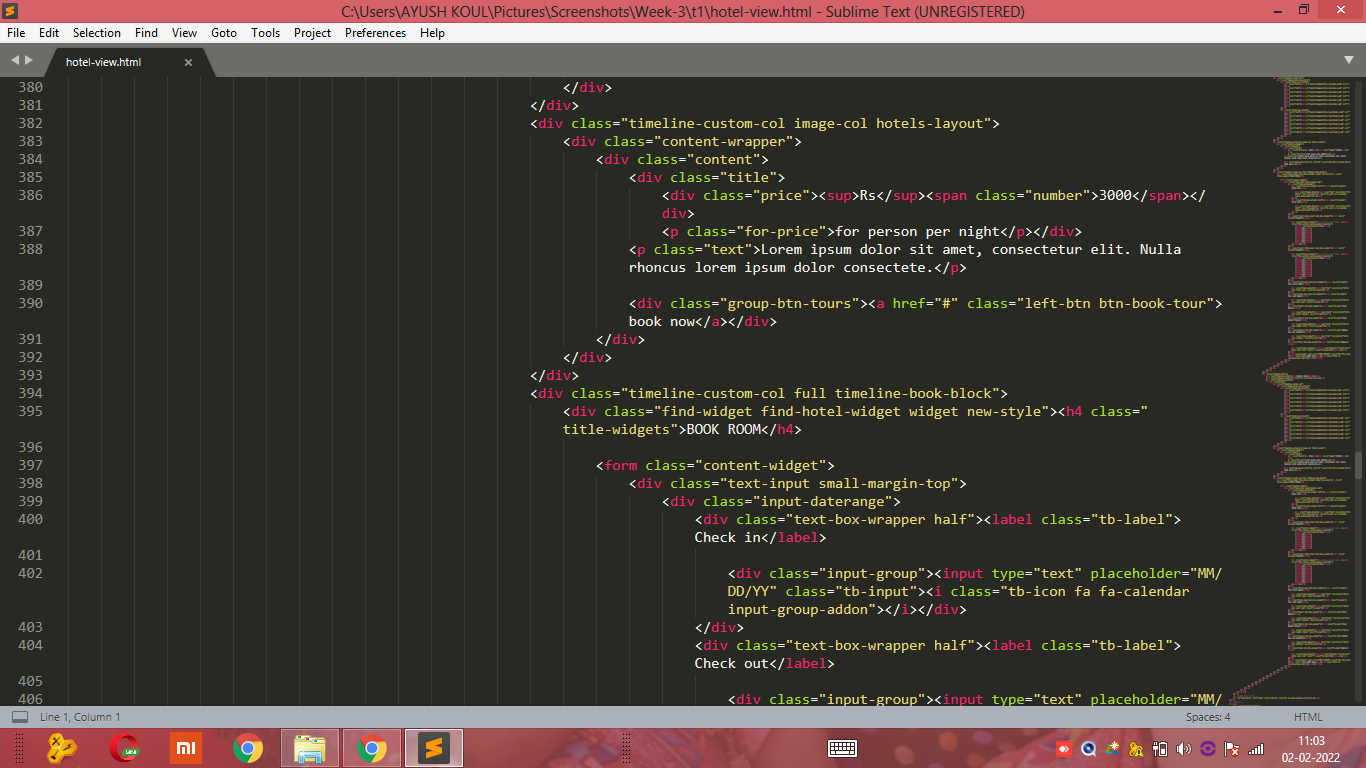 C:\Users\AYUSH KOUL\Pictures\Screenshots\Week-3\t1\hotel-view.html - Sublime Text (UNREGISTERED)
File Edit Selection Find View Goto Tools Project Preferences Help
hotel-view.html
380 </div>
381 </div>
382 <div class="timeline-custom-col image-col hotels-layout">
383 <div class="content-wrapper">
384 <div class="content">
385 <div class="title">
386 <div class="price"><sup>Rs</sup><span class="number">3000</span></
div>
387 <p class="for-price">for person per night</p></div>
388 <p class="text">Lorem ipsum dolor sit amet, consectetur elit. Nulla
rhoncus lorem ipsum dolor consectete.</p>
389
390 <div class="group-btn-tours"><a href="#" class="left-btn btn-book-tour">
book now</a></div>
391 </div>
392 </div>
393 </div>
394 <div class="timeline-custom-col full timeline-book-block">
395 <div class="find-widget find-hotel-widget widget new-style"><h4 class="
title-widgets">BOOK ROOM</h4>
396
397 <form class="content-widget">
398 <div class="text-input small-margin-top">
399 <div class="input-daterange">
400 <div class="text-box-wrapper half"><label class="tb-label">
Check in</label>
401
402 <div class="input-group"><input type="text" placeholder="MM/
DD/YY" class="tb-input"><i class="tb-icon fa fa-calendar
input-group-addon"></i></div>
403 </div>
404 <div class="text-box-wrapper half"><label class="tb-label">
Check out</label>
405
406 <div class="input-group"><input type="text" placeholder="MM/
Line 1, Column 1 Spaces: 4 HTML
11:03
02-02-2022